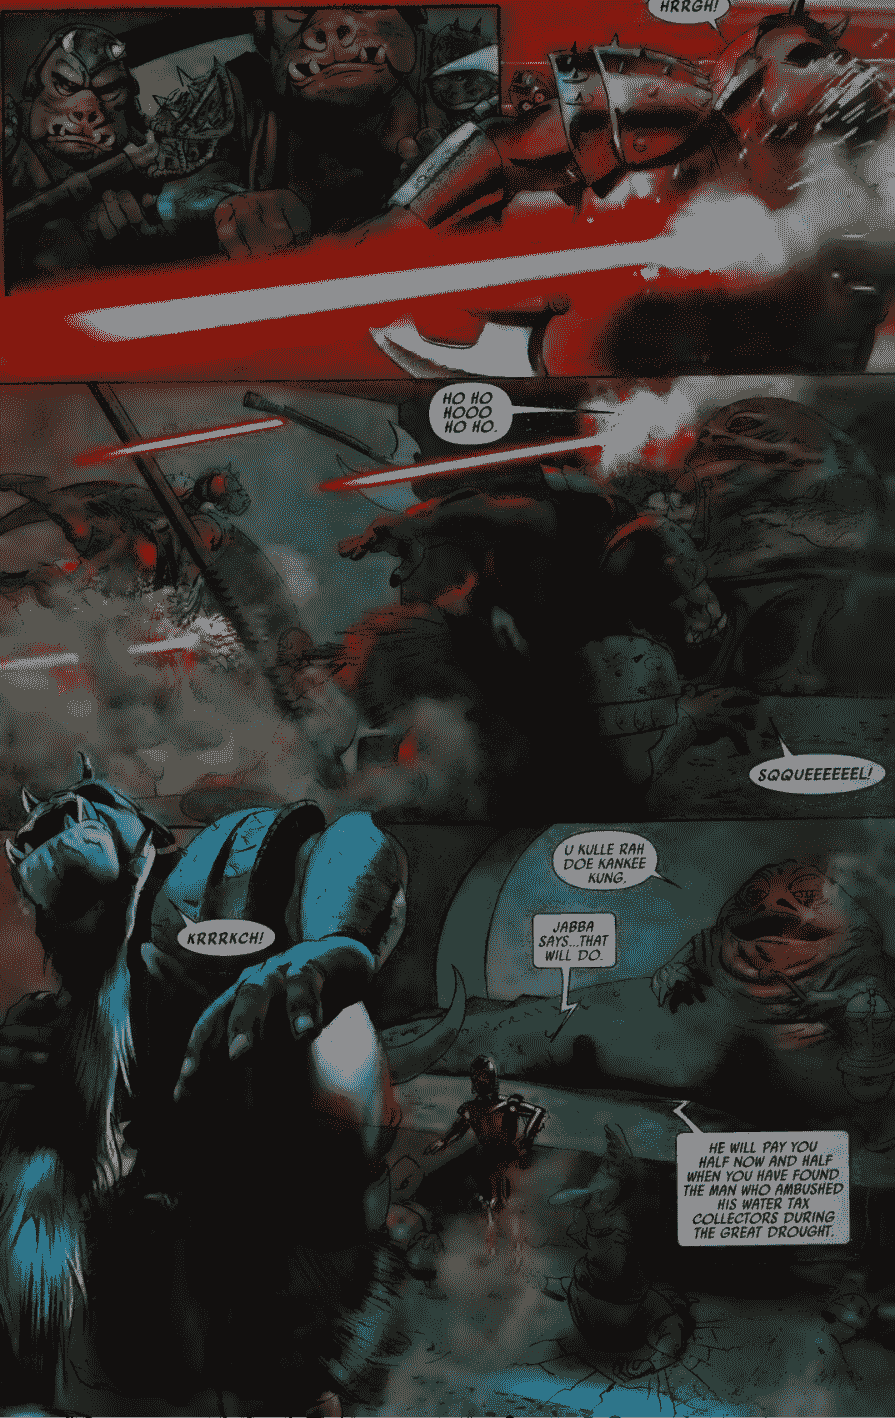 HRRGH!
HO HO
HOOO
HO HO.
SQQUEEEEEEL!
U KULLE RAH
DOE KANKEE
KUNG.
KRRRKCH!
JABBA
SAYS...THAT
WILL DO.
HE WILL PAY YOU
HALF NOW AND HALF
WHEN YOU HAVE FOUND
THE MAN WHO AMBUSHED
HIS WATER TAX
COLLECTORS DURING
THE GREAT DROUGHT.